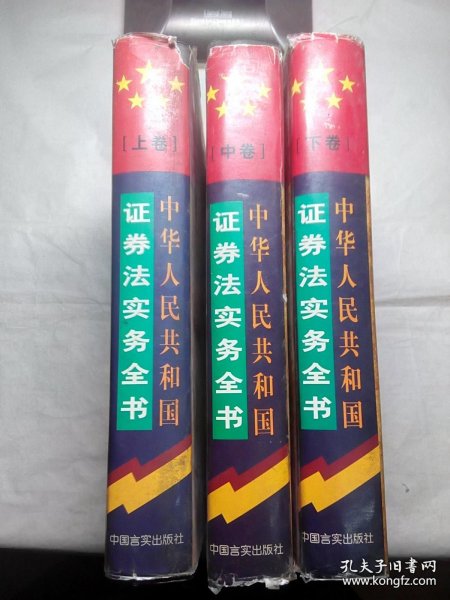 [上卷]
中华人民共和国
证券法实务全书
中国言实出版社
[中卷]
中华人民共和国
证券法实务全书
中国言实出版社
[下卷]
中华人民共和国
证券法实务全书
中国言实出版社
孔夫子旧书网
www.kongfz.com